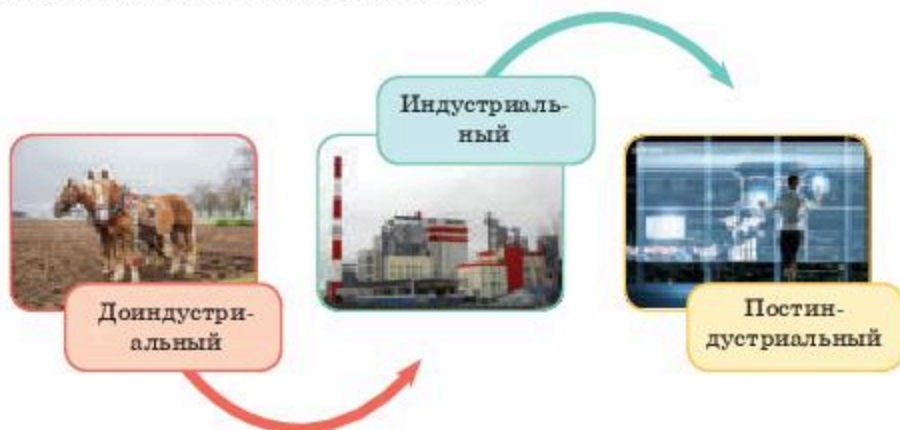 Доиндустри-
альный
Индустриаль-
ный
Постин-
дустриальный